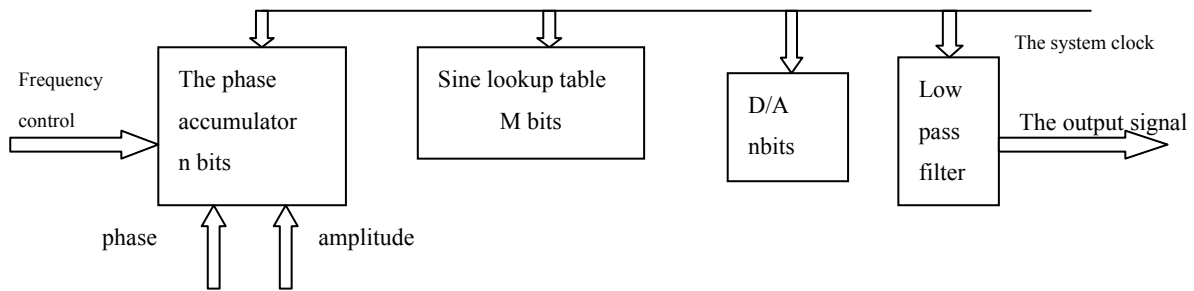 The system clock
Frequency
control
The phase
accumulator
n bits
Sine lookup table
M bits
D/A
nbits
Low
pass
filter
The output signal
phase
amplitude